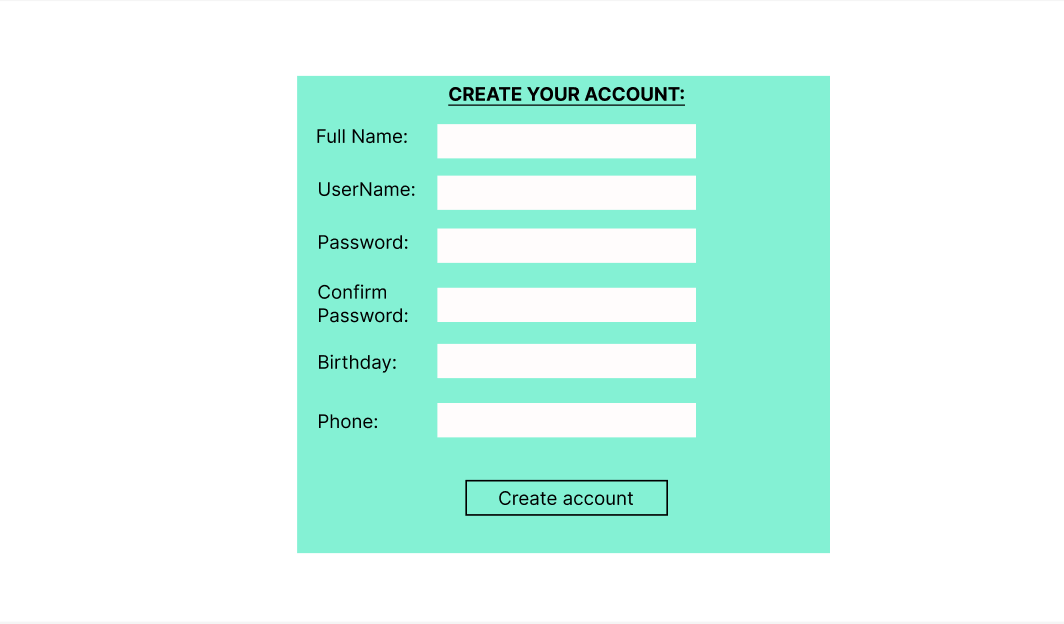 CREATE YOUR ACCOUNT:
Full Name:
UserName:
Password:
Confirm
Password:
Birthday:
Phone:
Create account